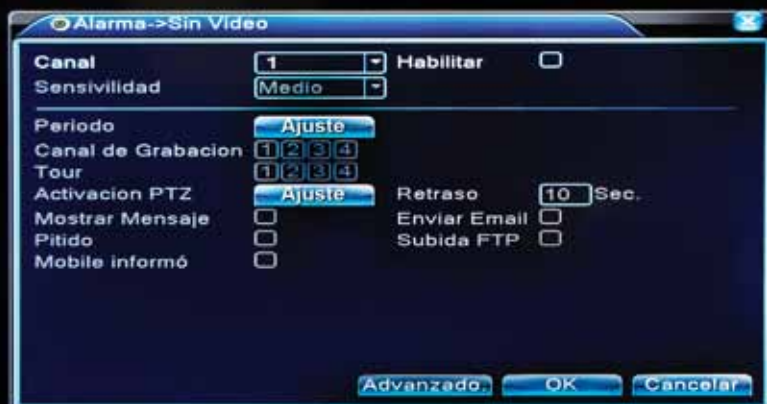 Alarma->Sin Video
Canal 1 Habilitar
Sensivilidad Medio
Periodo Ajuste
Canal de Grabacion 1 2 3 4
Tour 1 2 3 4
Activacion PTZ Ajuste Retraso 10 Sec.
Mostrar Mensaje Enviar Email
Pitido Subida FTP
Mobile informó
Advanzado. OK Cancelar